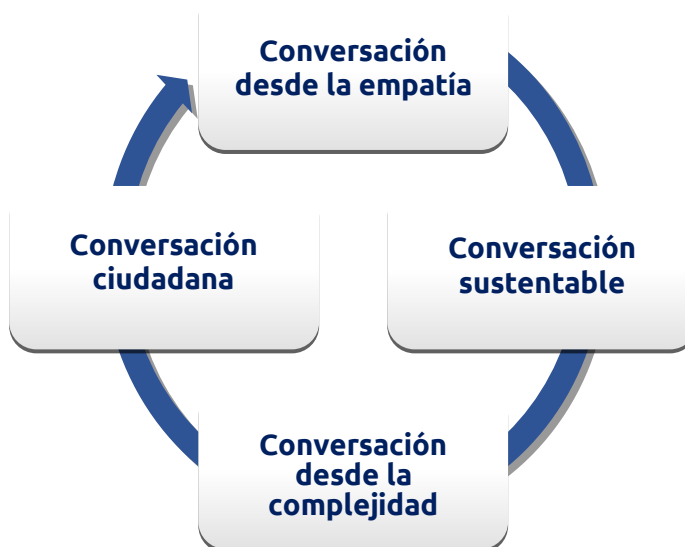 Conversación
desde la empatía
Conversación
ciudadana
Conversación
sustentable
Conversación
desde la
complejidad